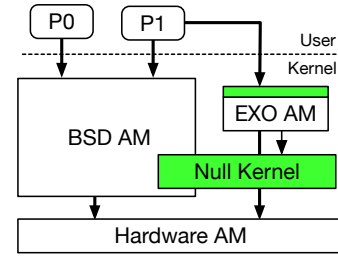 P0 P1
User
Kernel
EXO AM
BSD AM
Null Kernel
Hardware AM